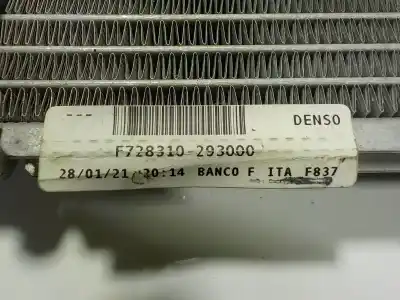 --- DENSO
F728310-293000
28/01/21 20:14 BANCO F ITA F837